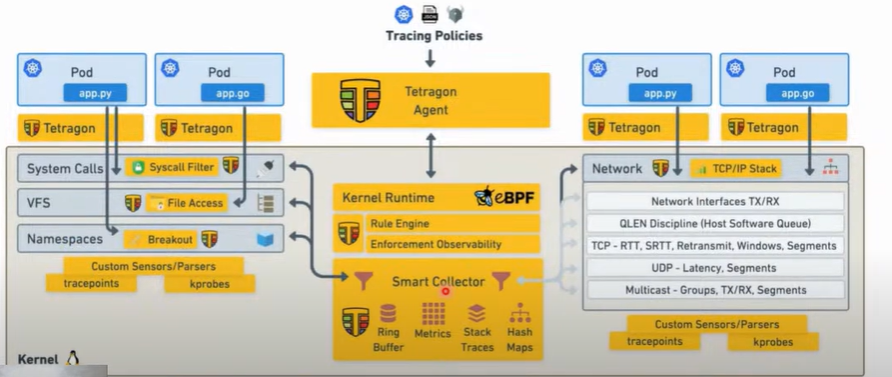 JSON
Tracing Policies
Pod
app.py
Pod
app.go
Tetragon
Tetragon
Tetragon
Agent
Pod
app.py
Pod
app.go
Tetragon
Tetragon
System Calls
Syscall Filter
VFS
File Access
Namespaces
Breakout
Custom Sensors/Parsers
tracepoints
kprobes
Kernel Runtime
eBPF
Rule Engine
Enforcement Observability
Smart Collector
Ring
Buffer
Metrics
Stack
Traces
Hash
Maps
Network
TCP/IP Stack
Network Interfaces TX/RX
QLEN Discipline (Host Software Queue)
TCP - RTT, SRTT, Retransmit, Windows, Segments
UDP - Latency, Segments
Multicast - Groups, TX/RX, Segments
Custom Sensors/Parsers
tracepoints
kprobes
Kernel